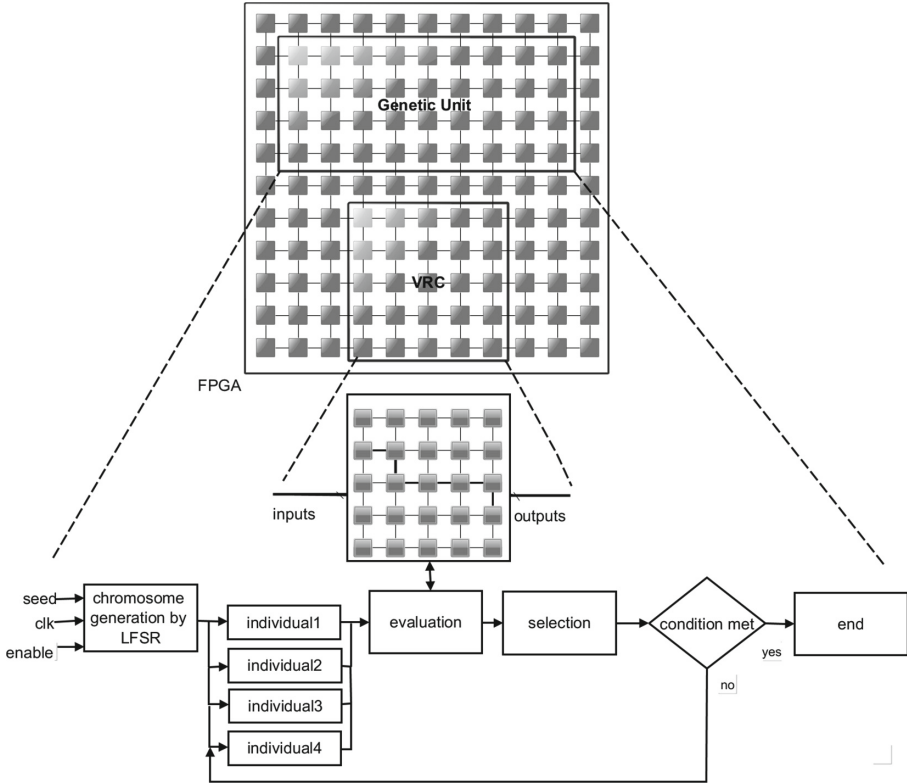 Genetic Unit
VRC
FPGA
inputs
outputs
seed
clk
enable
chromosome
generation by
LFSR
individual1
individual2
individual3
individual4
evaluation
selection
condition met
yes
no
end